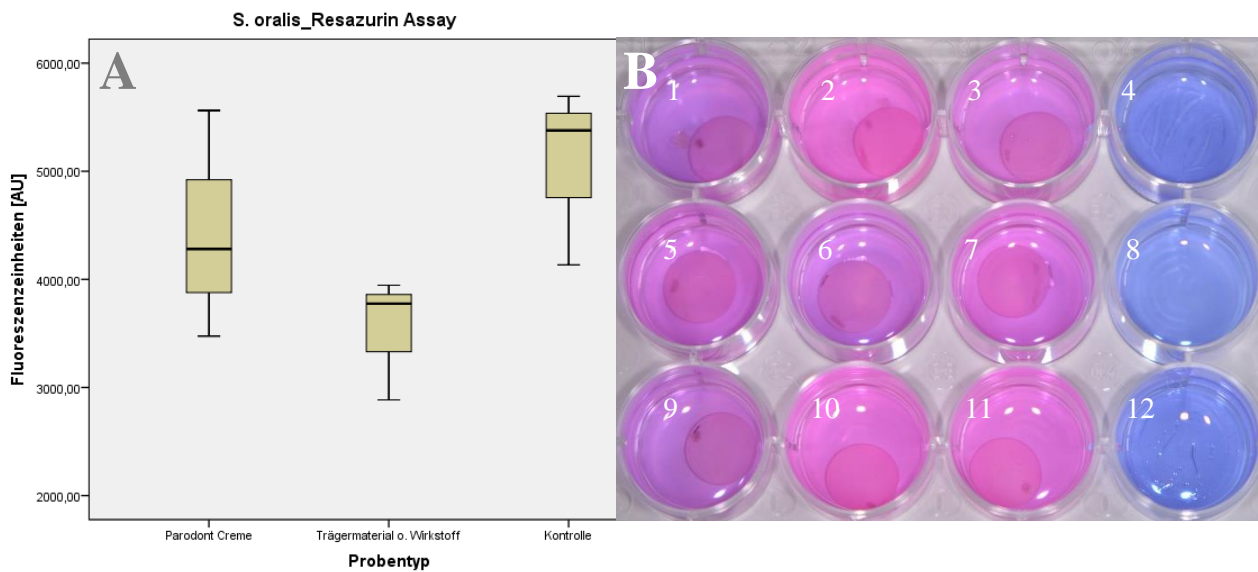 S. oralis_Resazurin Assay
A
Fluoreszenzeinheiten [AU]
6000,00
5000,00
4000,00
3000,00
2000,00
Parodont Creme
Trägermaterial o. Wirkstoff
Kontrolle
Probentyp
B
1 2 3 4
5 6 7 8
9 10 11 12